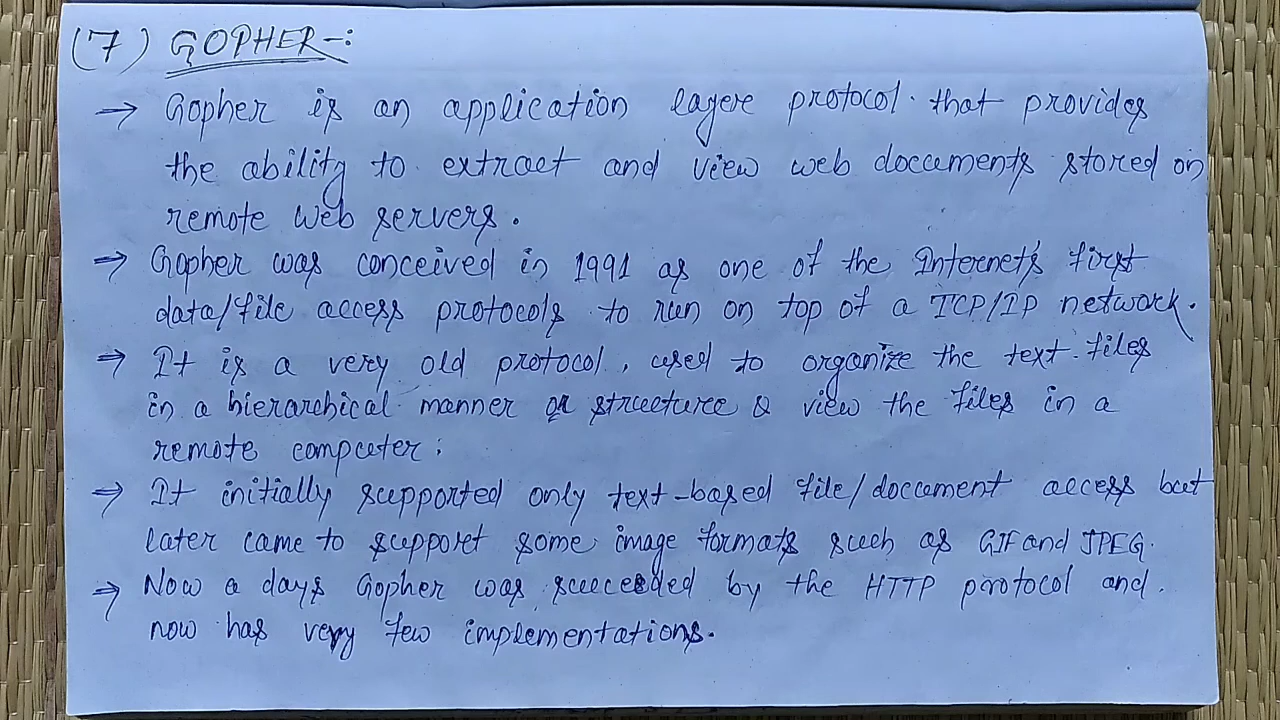 (7) GOPHER-:
→ Gopher is an application layer protocol that provides
the ability to extract and view web documents stored on
remote web servers.
⇒ Gopher was conceived in 1991 as one of the Internet's first
data/file access protocols to run on top of a TCP/IP network.
⇒ It is a very old protocol, used to organize the text files
in a hierarchical manner or structure & view the files in a
remote computer.
⇒ It initially supported only text-based file/document access but
later came to support some image formats such as GIF and JPEG.
⇒ Now a days Gopher was succeeded by the HTTP protocol and
now has very few implementations.